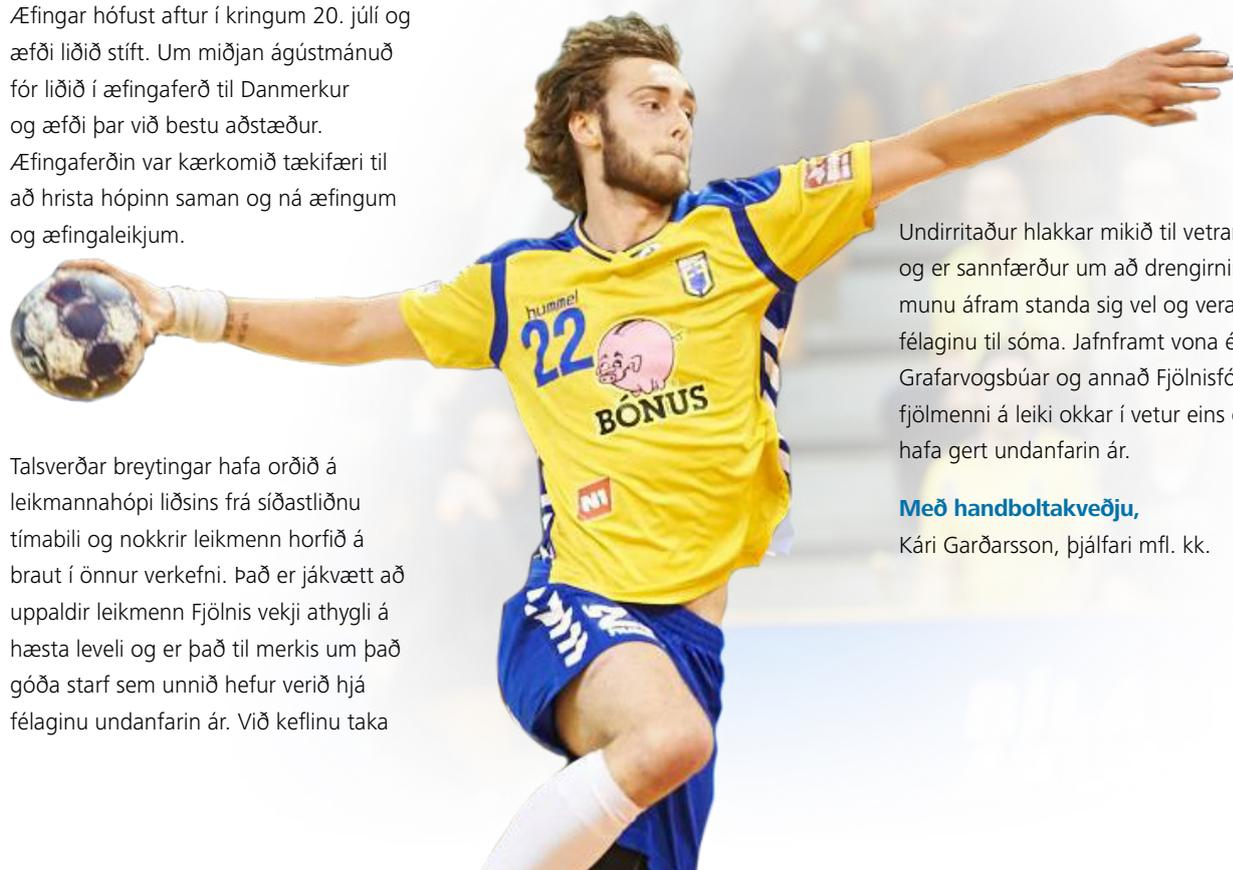 Æfingar hófust aftur í kringum 20. júlí og
æfði liðið stíft. Um miðjan ágústmánuð
fór liðið í æfingaferð til Danmerkur
og æfði þar við bestu aðstæður.
Æfingaferðin var kærkomið tækifæri til
að hrista hópinn saman og ná æfingum
og æfingaleikjum.
Talsverðar breytingar hafa orðið á
leikmannahópi liðsins frá síðastliðnu
tímabili og nokkrir leikmenn horfið á
braut í önnur verkefni. Það er jákvætt að
uppaldir leikmenn Fjölnis vekji athygli á
hæsta leveli og er það til merkis um það
góða starf sem unnið hefur verið hjá
félaginu undanfarin ár. Við keflinu taka
hummel
22
BÓNUS
N1
Undirritaður hlakkar mikið til
og er sannfærður um að
munu áfram standa sig vel og vera
félaginu til sóma. Jafnframt vona
Grafarvogsbúar og annað
fjölmenni á leiki okkar í vetur eins
hafa gert undanfarin ár.
Með handboltakveðju,
Kári Garðarsson, þjálfari mfl. kk.